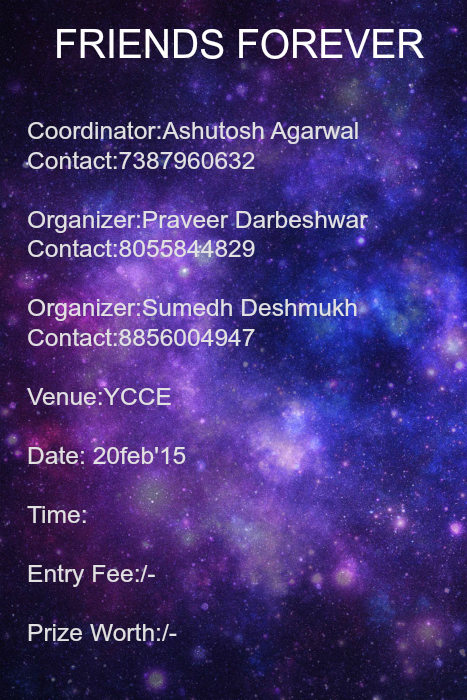 FRIENDS FOREVER
Coordinator:Ashutosh Agarwal
Contact:7387960632
Organizer:Praveer Darbeshwar
Contact:8055844829
Organizer:Sumedh Deshmukh
Contact:8856004947
Venue:YCCE
Date: 20feb'15
Time:
Entry Fee:/-
Prize Worth:/-